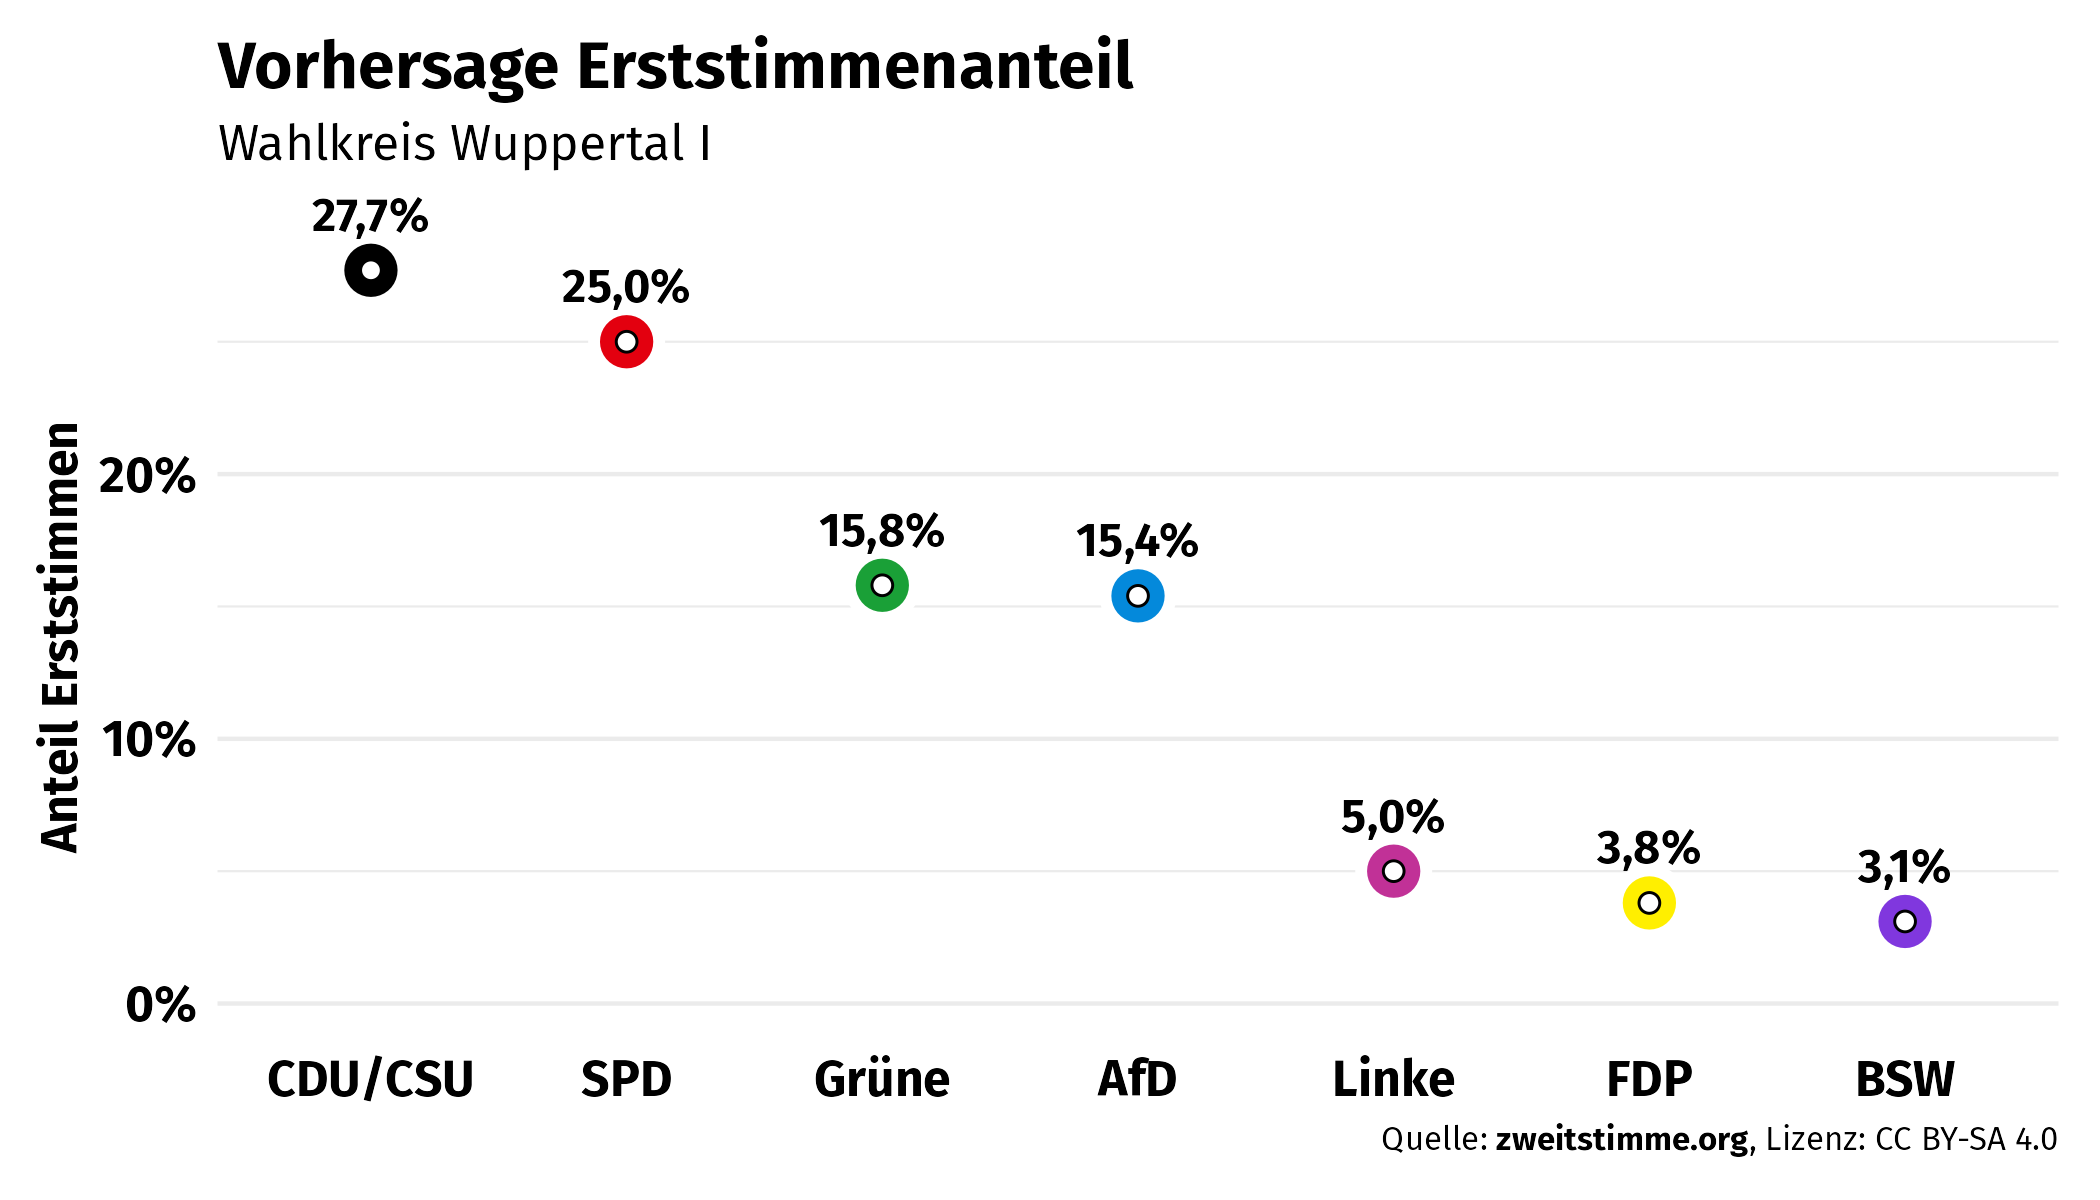 Vorhersage Erststimmenanteil
Wahlkreis Wuppertal I
27,7%
25,0%
15,8%
15,4%
5,0%
3,8%
3,1%
Anteil Erststimmen
20%
10%
0%
CDU/CSU SPD Grüne AfD Linke FDP BSW
Quelle: zweitstimme.org, Lizenz: CC BY-SA 4.0